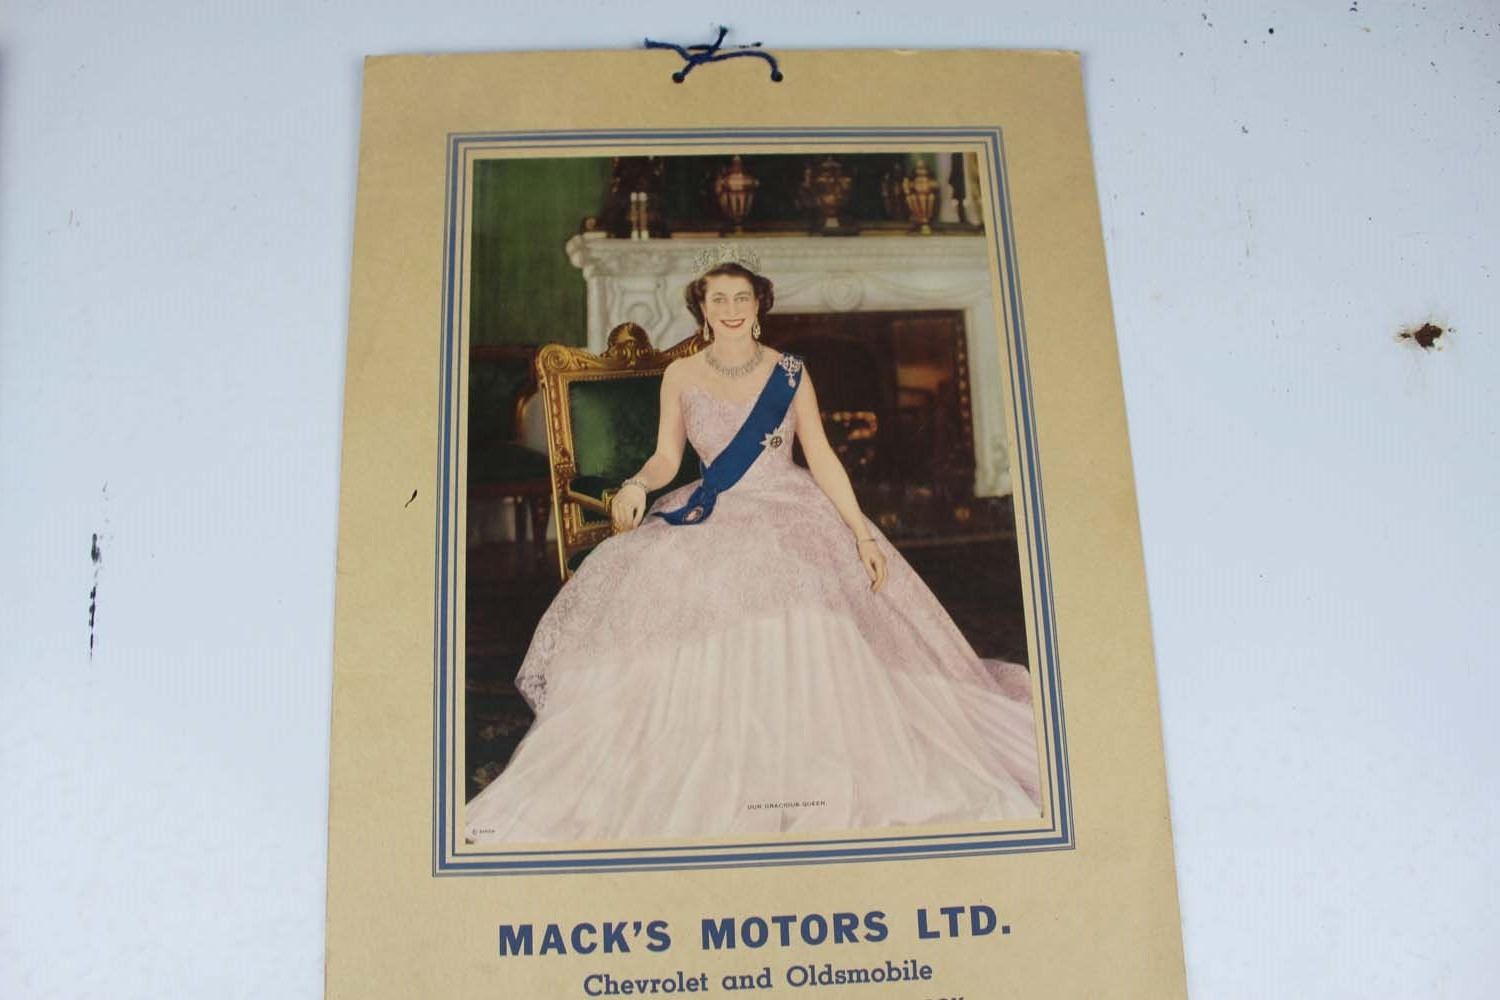 OUR GRACIOUS QUEEN
MACK'S MOTORS LTD.
Chevrolet and Oldsmobile